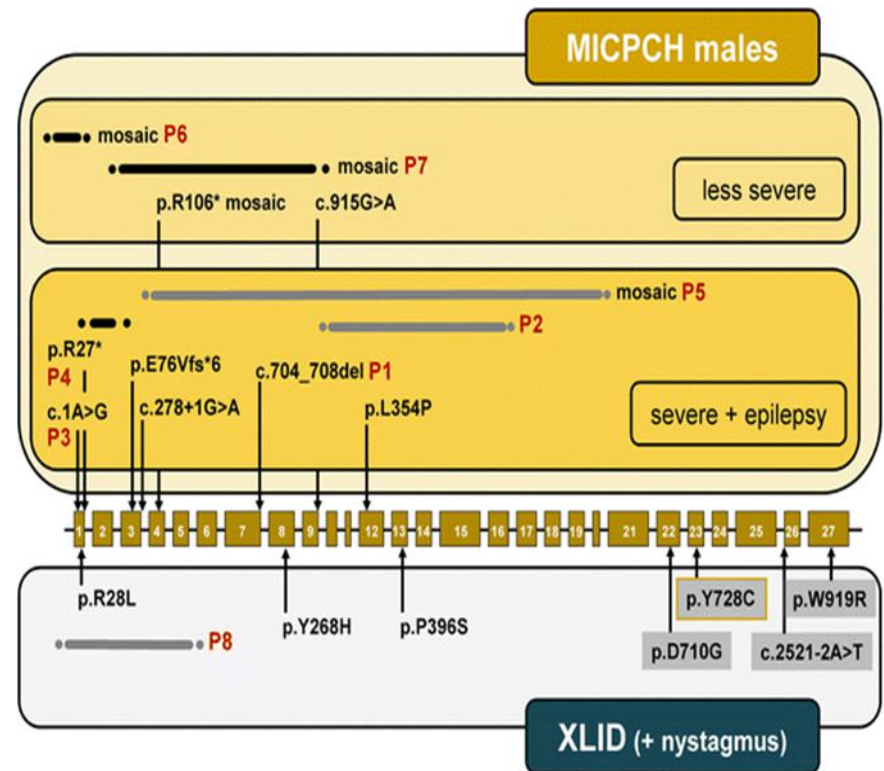 MICPCH males
mosaic P6
mosaic P7
p.R106* mosaic
c.915G>A
less severe
mosaic P5
P2
p.R27*
P4
p.E76Vfs*6
c.704_708del P1
c.1A>G
P3
c.278+1G>A
p.L354P
severe + epilepsy
1 2 3 4 5 6 7 8 9 12 13 14 15 16 17 18 19 21 22 23 24 25 26 27
p.R28L
p.Y268H
p.P396S
p.Y728C
p.W919R
P8
p.D710G
c.2521-2A>T
XLID (+ nystagmus)